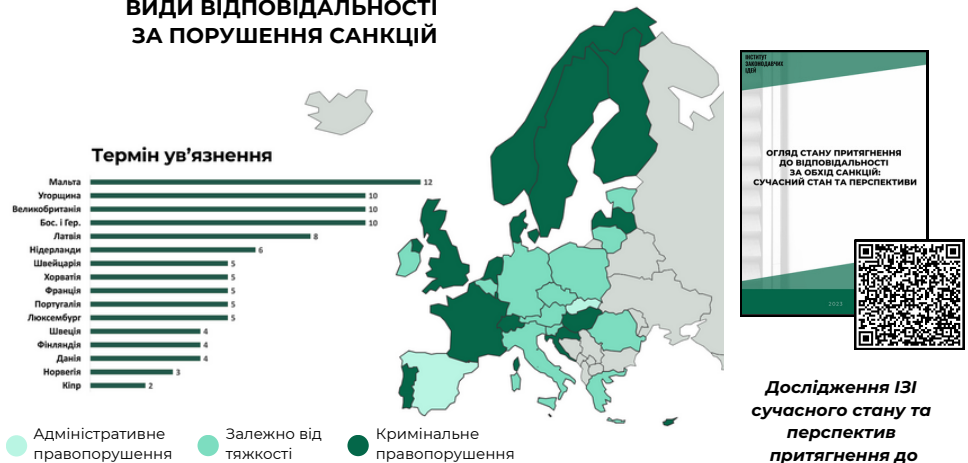 ВИДИ ВІДПОВІДАЛЬНОСТІ
ЗА ПОРУШЕННЯ САНКЦІЙ
Термін ув’язнення
Мальта 12
Угорщина 10
Великобританія 10
Бос. і Гер. 10
Латвія 8
Нідерланди 6
Швейцарія 5
Хорватія 5
Франція 5
Португалія 5
Люксембург 5
Швеція 4
Фінляндія 4
Данія 4
Норвегія 3
Кіпр 2
Адміністративне
правопорушення
Залежно від
тяжкості
Кримінальне
правопорушення
ІНСТИТУТ
ЗАКОНОДАВЧИХ
ІДЕЙ
ОГЛЯД СТАНУ ПРИТЯГНЕННЯ
ДО ВІДПОВІДАЛЬНОСТІ
ЗА ОБХІД САНКЦІЙ:
СУЧАСНИЙ СТАН ТА ПЕРСПЕКТИВИ
2023
Дослідження ІЗІ
сучасного стану та
перспектив
притягнення до